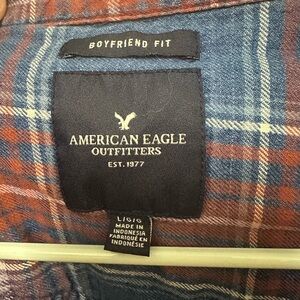 BOYFRIEND FIT
AMERICAN EAGLE
OUTFITTERS
EST. 1977
L/G/G
MADE IN
INDONESIA
FABRIQUÉ EN
INDONÉSIE